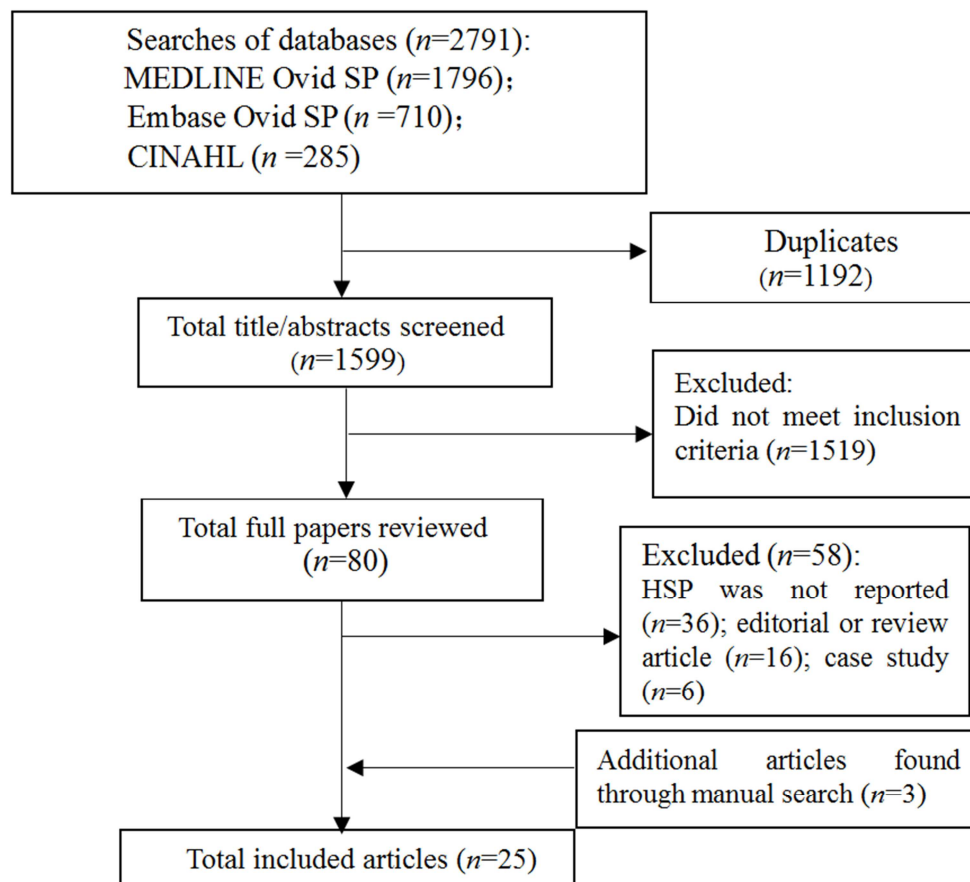 Searches of databases (n=2791):
MEDLINE Ovid SP (n=1796)；
Embase Ovid SP (n =710)；
CINAHL (n =285)
Duplicates
(n=1192)
Total title/abstracts screened
(n=1599)
Excluded:
Did not meet inclusion
criteria (n=1519)
Total full papers reviewed
(n=80)
Excluded (n=58):
HSP was not reported
(n=36); editorial or review
article (n=16); case study
(n=6)
Additional articles found
through manual search (n=3)
Total included articles (n=25)